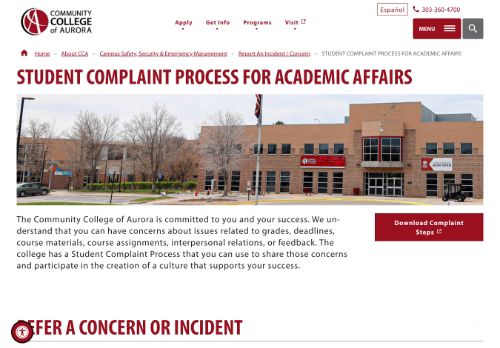 COMMUNITY
COLLEGE
of AURORA
Español
303-360-4700
Apply
Get Info
Programs
Visit
MENU
Home – About CCA – Campus Safety, Security & Emergency Management – Report An Incident / Concern – STUDENT COMPLAINT PROCESS FOR ACADEMIC AFFAIRS
STUDENT COMPLAINT PROCESS FOR ACADEMIC AFFAIRS
The Community College of Aurora is committed to you and your success. We un-
derstand that you can have concerns about issues related to grades, deadlines,
course materials, course assignments, interpersonal relations, or feedback. The
college has a Student Complaint Process that you can use to share those concerns
and participate in the creation of a culture that supports your success.
Download Complaint
Steps
REFER A CONCERN OR INCIDENT